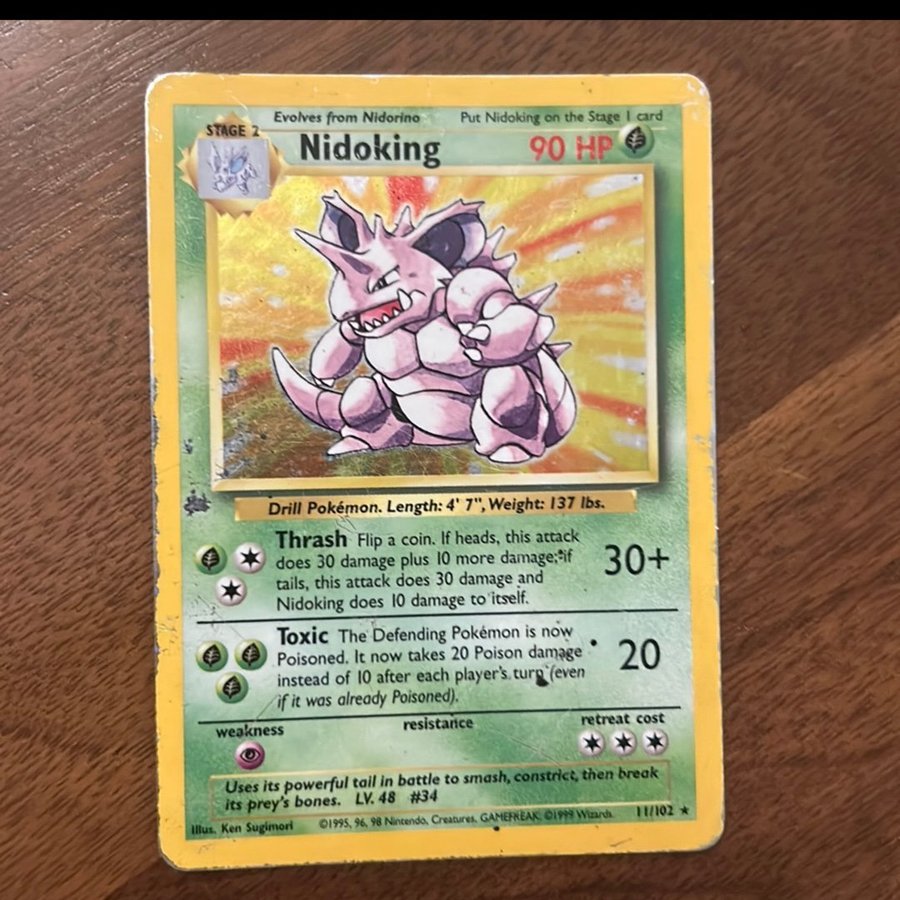 Evolves from Nidorino
Put Nidoking on the Stage 1 card
STAGE 2
Nidoking
90 HP
Drill Pokémon. Length: 4' 7", Weight: 137 lbs.
Thrash Flip a coin. If heads, this attack
does 30 damage plus 10 more damage; if
tails, this attack does 30 damage and
Nidoking does 10 damage to itself.
30+
Toxic The Defending Pokémon is now
Poisoned. It now takes 20 Poison damage
instead of 10 after each player's turn (even
if it was already Poisoned).
20
weakness
resistance
retreat cost
Uses its powerful tail in battle to smash, constrict, then break
its prey's bones. LV. 48 #34
Illus. Ken Sugimori
©1995, 96, 98 Nintendo, Creatures, GAMEFREAK. ©1999 Wizards.
11/102 ★